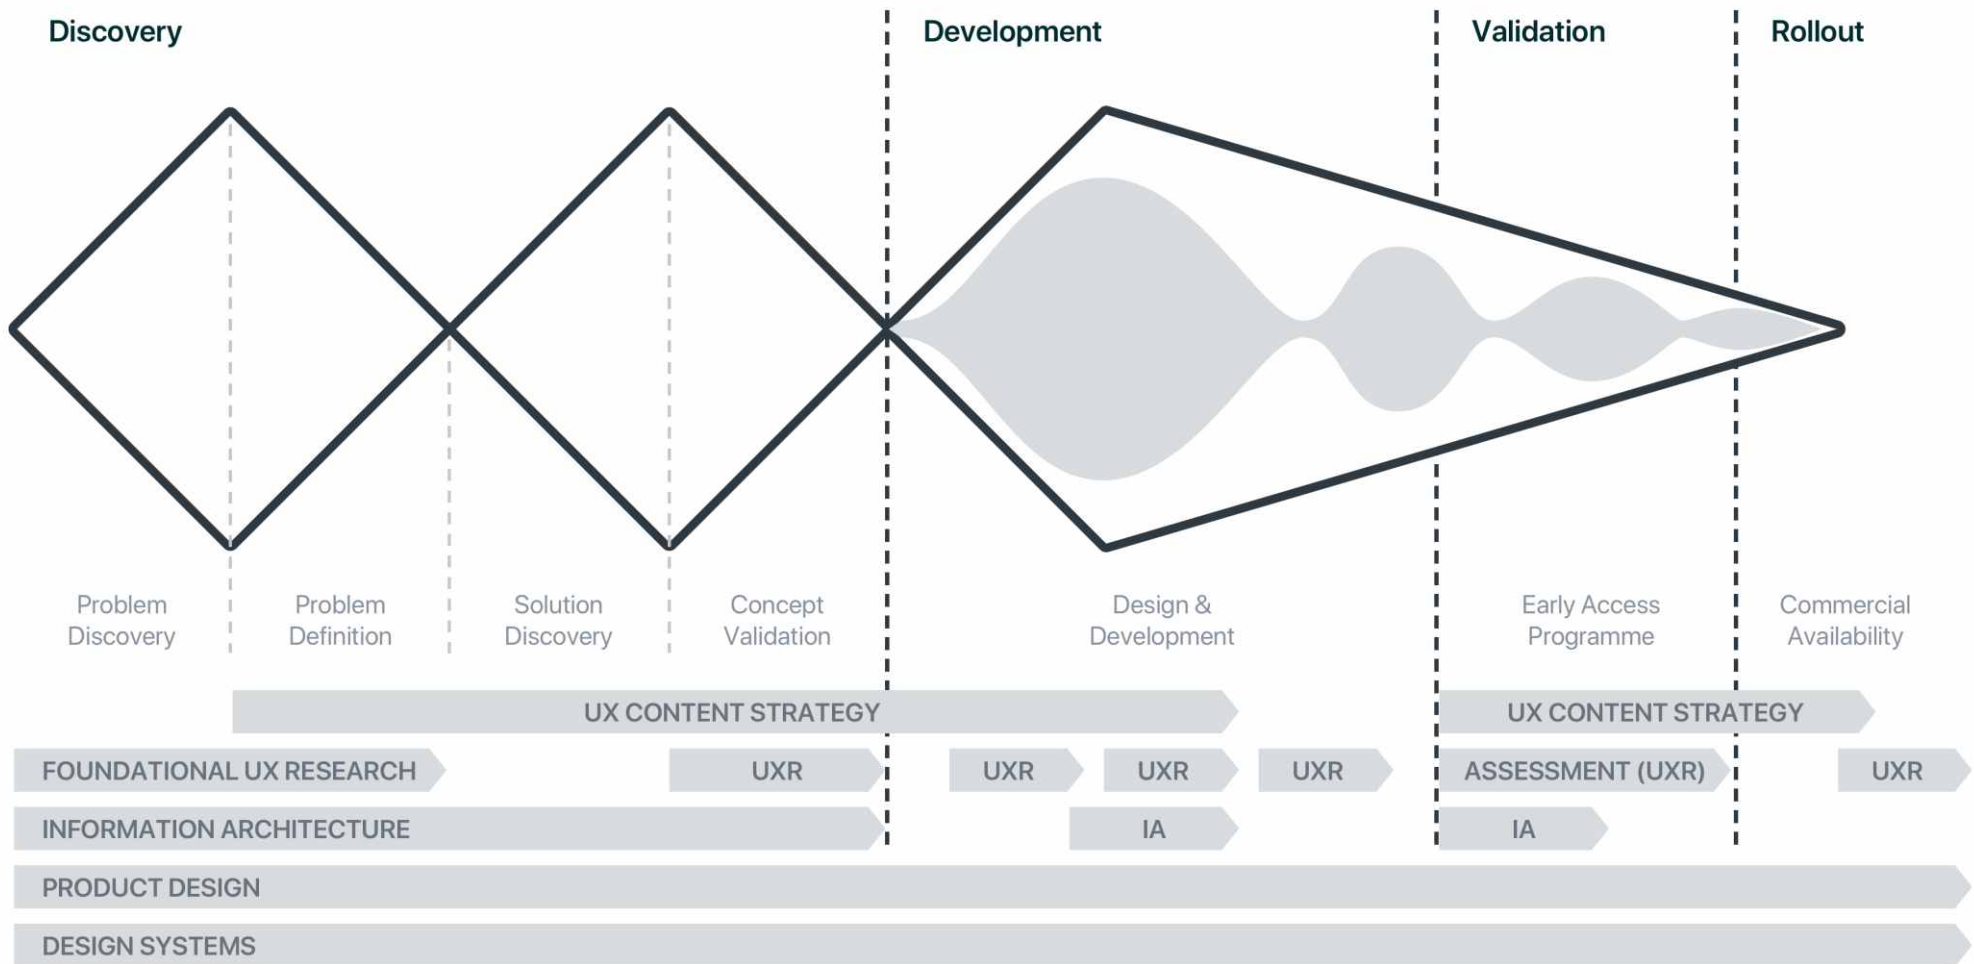 Discovery
Development
Validation
Rollout
Problem
Discovery
Problem
Definition
Solution
Discovery
Concept
Validation
Design &
Development
Early Access
Programme
Commercial
Availability
UX CONTENT STRATEGY
UX CONTENT STRATEGY
FOUNDATIONAL UX RESEARCH
UXR
UXR
UXR
UXR
ASSESSMENT (UXR)
UXR
INFORMATION ARCHITECTURE
IA
IA
PRODUCT DESIGN
DESIGN SYSTEMS